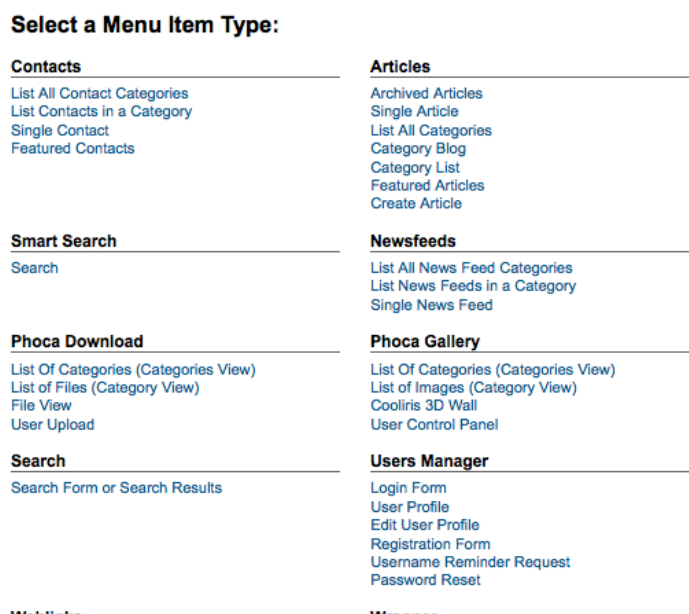 Select a Menu Item Type:
Contacts
List All Contact Categories
List Contacts in a Category
Single Contact
Featured Contacts
Articles
Archived Articles
Single Article
List All Categories
Category Blog
Category List
Featured Articles
Create Article
Smart Search
Search
Newsfeeds
List All News Feed Categories
List News Feeds in a Category
Single News Feed
Phoca Download
List Of Categories (Categories View)
List of Files (Category View)
File View
User Upload
Phoca Gallery
List Of Categories (Categories View)
List of Images (Category View)
Cooliris 3D Wall
User Control Panel
Search
Search Form or Search Results
Users Manager
Login Form
User Profile
Edit User Profile
Registration Form
Username Reminder Request
Password Reset